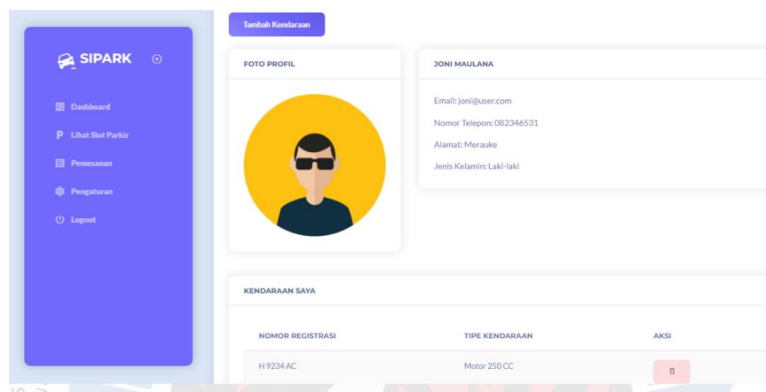 Tambah Kendaraan
SIPARK
Dashboard
Lihat Slot Parkir
Pemesanan
Pengaturan
Logout
FOTO PROFIL
JONI MAULANA
Email: joni@user.com
Nomor Telepon: 082346531
Alamat: Merauke
Jenis Kelamin: Laki-laki
KENDARAAN SAYA
NOMOR REGISTRASI TIPE KENDARAAN AKSI
H 9234 AC Motor 250 CC